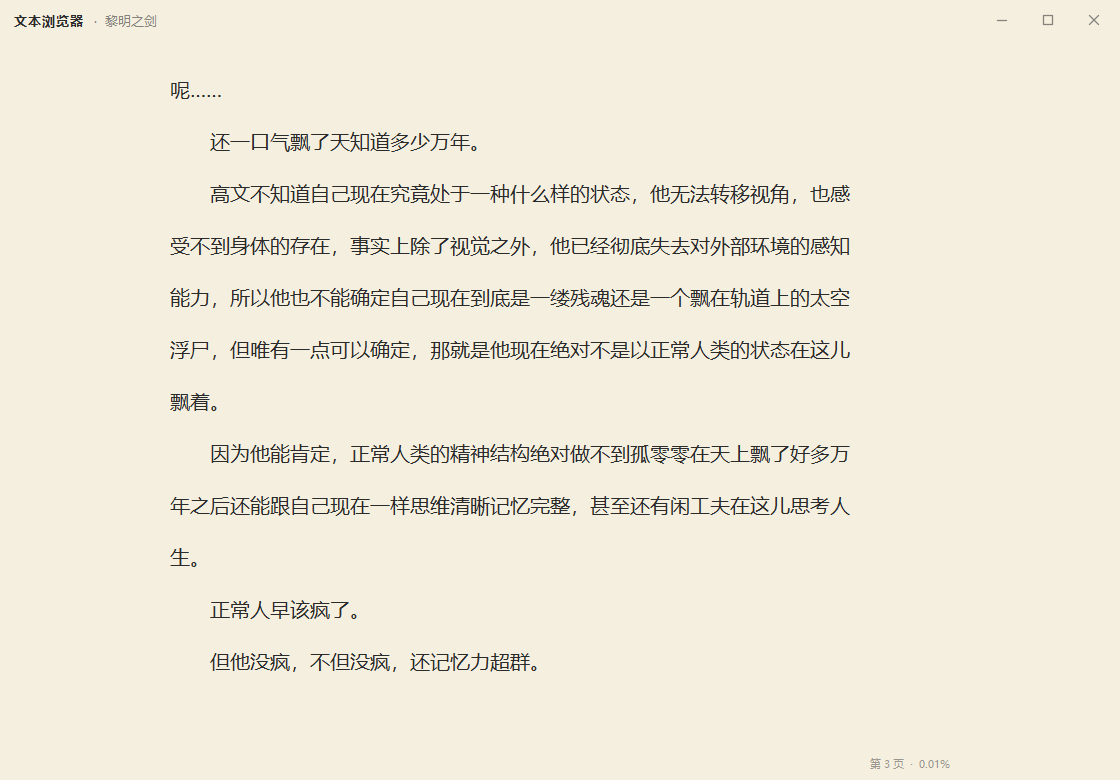 文本浏览器 · 黎明之剑
呢……
还一口气飘了天知道多少万年。
高文不知道自己现在究竟处于一种什么样的状态，他无法转移视角，也感
受不到身体的存在，事实上除了视觉之外，他已经彻底失去对外部环境的感知
能力，所以他也不能确定自己现在到底是一缕残魂还是一个飘在轨道上的太空
浮尸，但唯有一点可以确定，那就是他现在绝对不是以正常人类的状态在这儿
飘着。
因为他能肯定，正常人类的精神结构绝对做不到孤零零在天上飘了好多万
年之后还能跟自己现在一样思维清晰记忆完整，甚至还有闲工夫在这儿思考人
生。
正常人早该疯了。
但他没疯，不但没疯，还记忆力超群。
第 3 页 · 0.01%